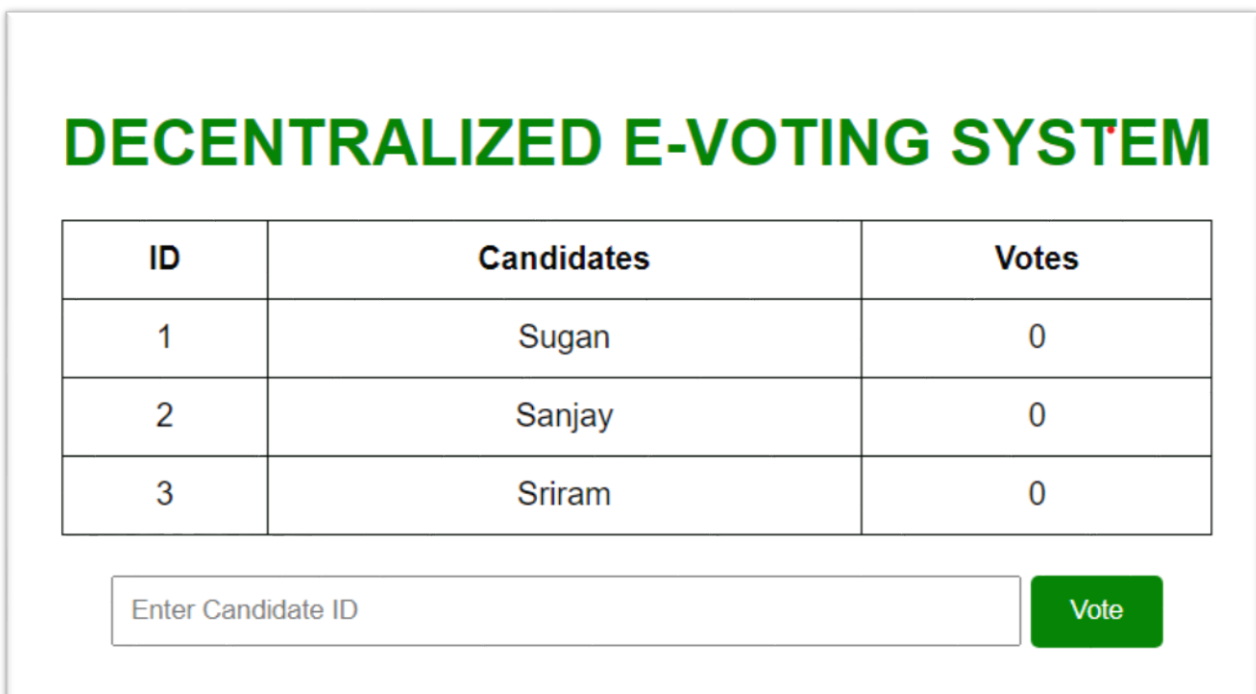 DECENTRALIZED E-VOTING SYSTEM
ID Candidates Votes
1 Sugan 0
2 Sanjay 0
3 Sriram 0
Enter Candidate ID Vote